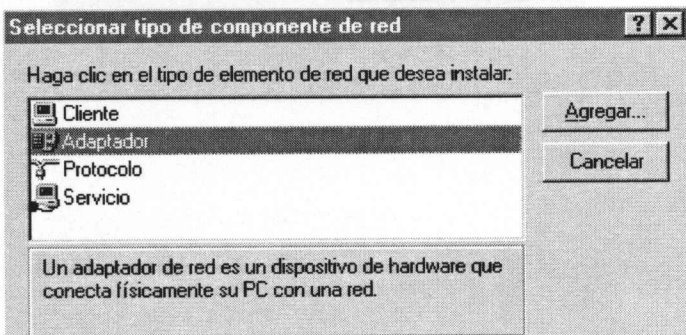 Seleccionar tipo de componente de red
Haga clic en el tipo de elemento de red que desea instalar:
Cliente
Adaptador
Protocolo
Servicio
Agregar...
Cancelar
Un adaptador de red es un dispositivo de hardware que
conecta físicamente su PC con una red.